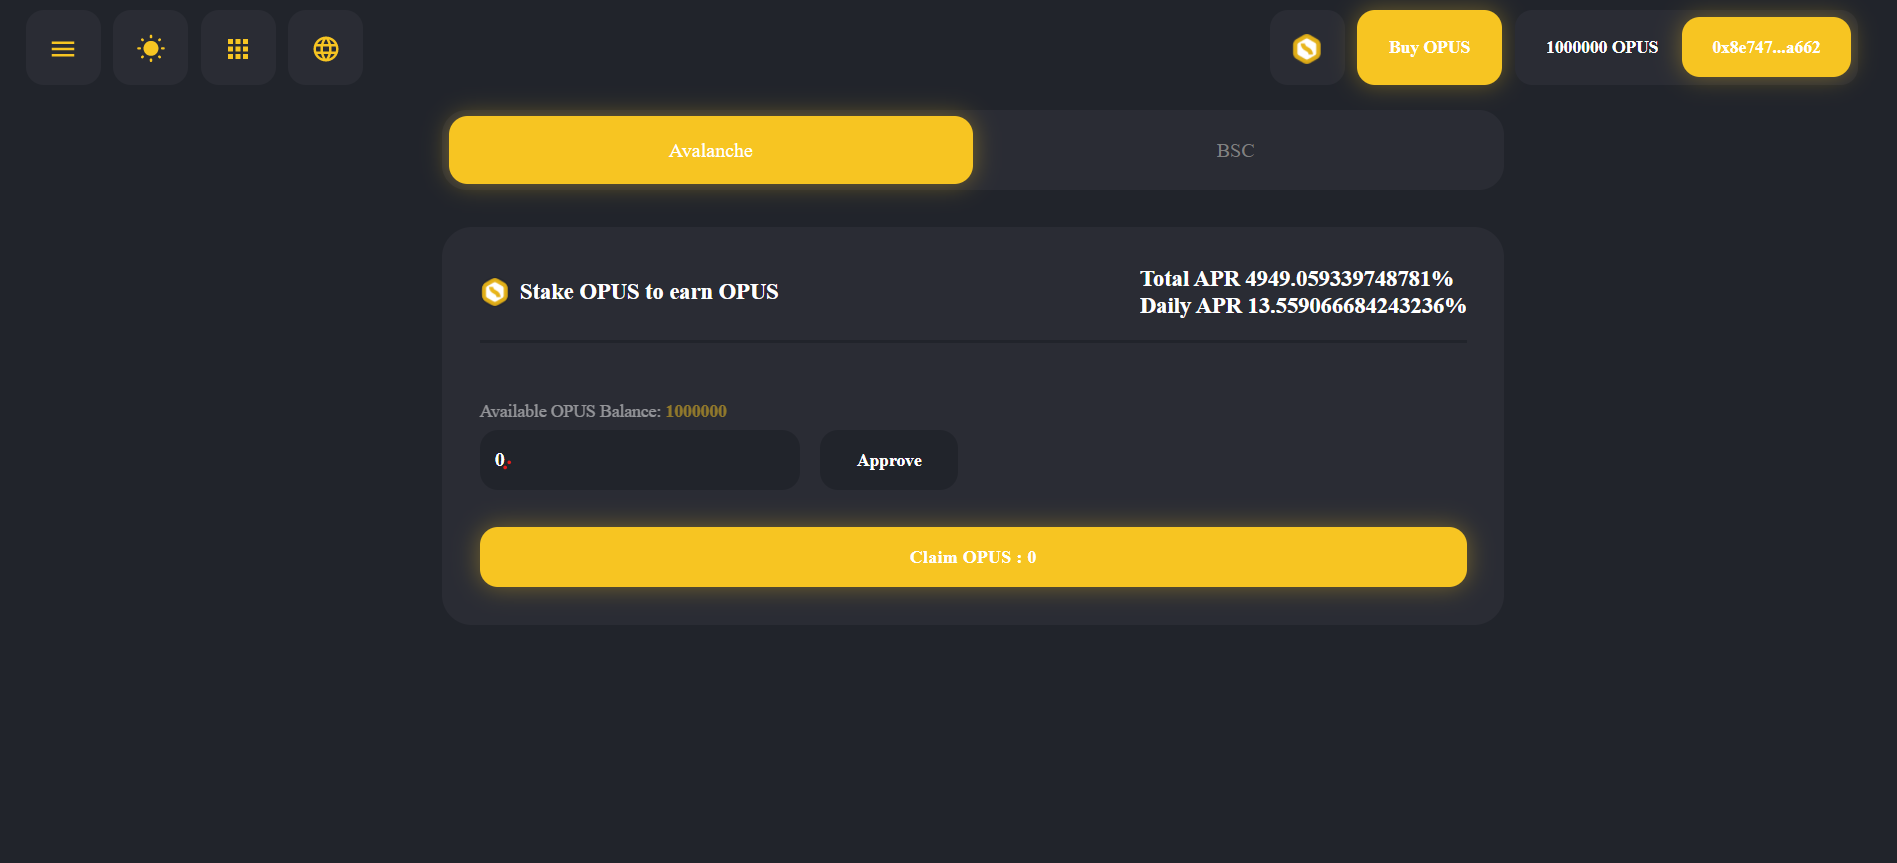 Buy OPUS
1000000 OPUS
0x8e747...a662
Avalanche
BSC
Stake OPUS to earn OPUS
Total APR 4949.059339748781%
Daily APR 13.559066684243236%
Available OPUS Balance: 1000000
0
Approve
Claim OPUS : 0